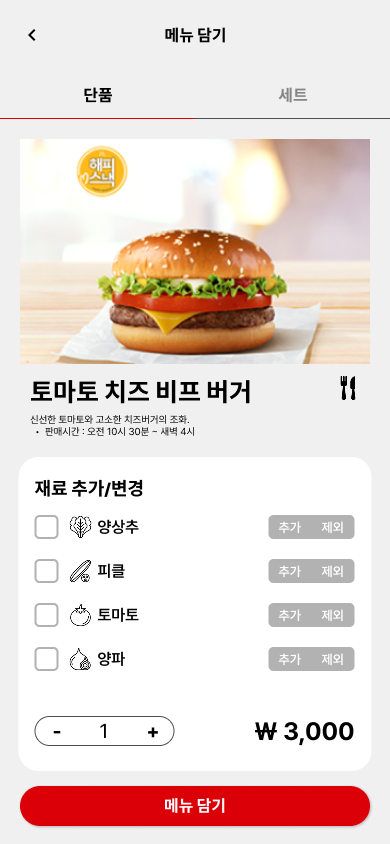 메뉴 담기
단품 세트
해피
스낵
토마토 치즈 비프 버거
신선한 토마토와 고소한 치즈버거의 조화.
• 판매시간 : 오전 10시 30분 ~ 새벽 4시
재료 추가/변경
양상추 추가 제외
피클 추가 제외
토마토 추가 제외
양파 추가 제외
- 1 + ₩ 3,000
메뉴 담기